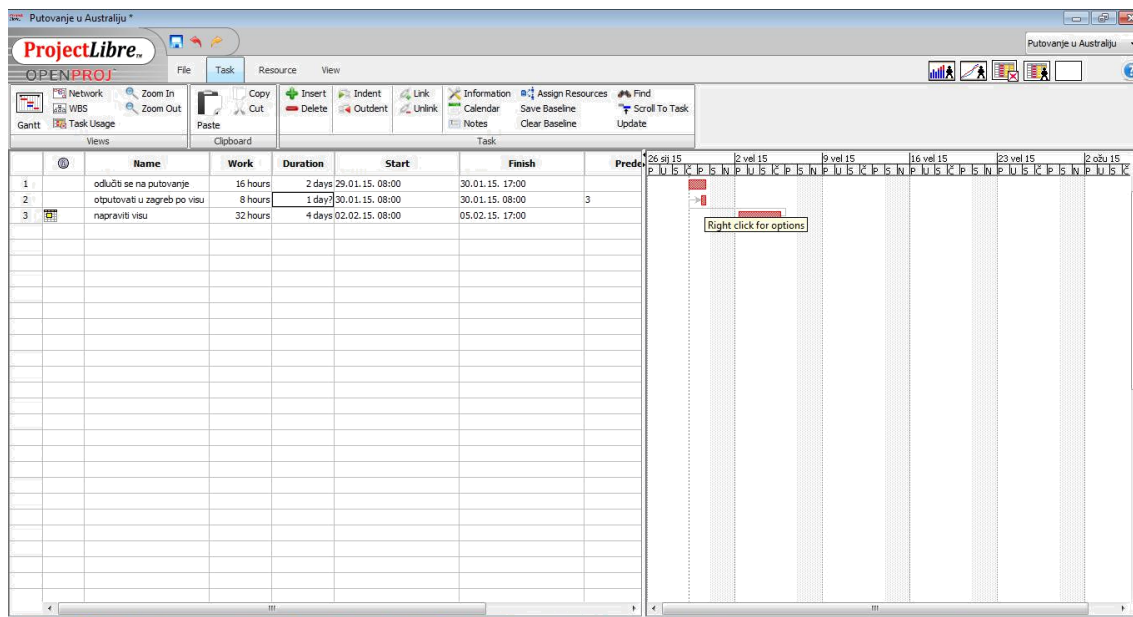 Putovanje u Australiju *
ProjectLibre™
OPENPROJ
Putovanje u Australiju
File Task Resource View
Network Zoom In Copy Insert Indent Link Information Assign Resources Find
WBS Zoom Out Cut Delete Outdent Unlink Calendar Save Baseline Scroll To Task
Gantt Task Usage Paste Notes Clear Baseline Update
Views Clipboard Task
Name Work Duration Start Finish Prede
26 sij 15 2 vel 15 9 vel 15 16 vel 15 23 vel 15 2 ožu 15
P U S Č P S N P U S Č P S N P U S Č P S N P U S Č P S N P U S Č P S N P U S Č
1 odlučiti se na putovanje 16 hours 2 days 29.01.15. 08:00 30.01.15. 17:00
2 otputovati u zagreb po visu 8 hours 1 day? 30.01.15. 08:00 30.01.15. 08:00 3
3 napraviti visu 32 hours 4 days 02.02.15. 08:00 05.02.15. 17:00
Right click for options